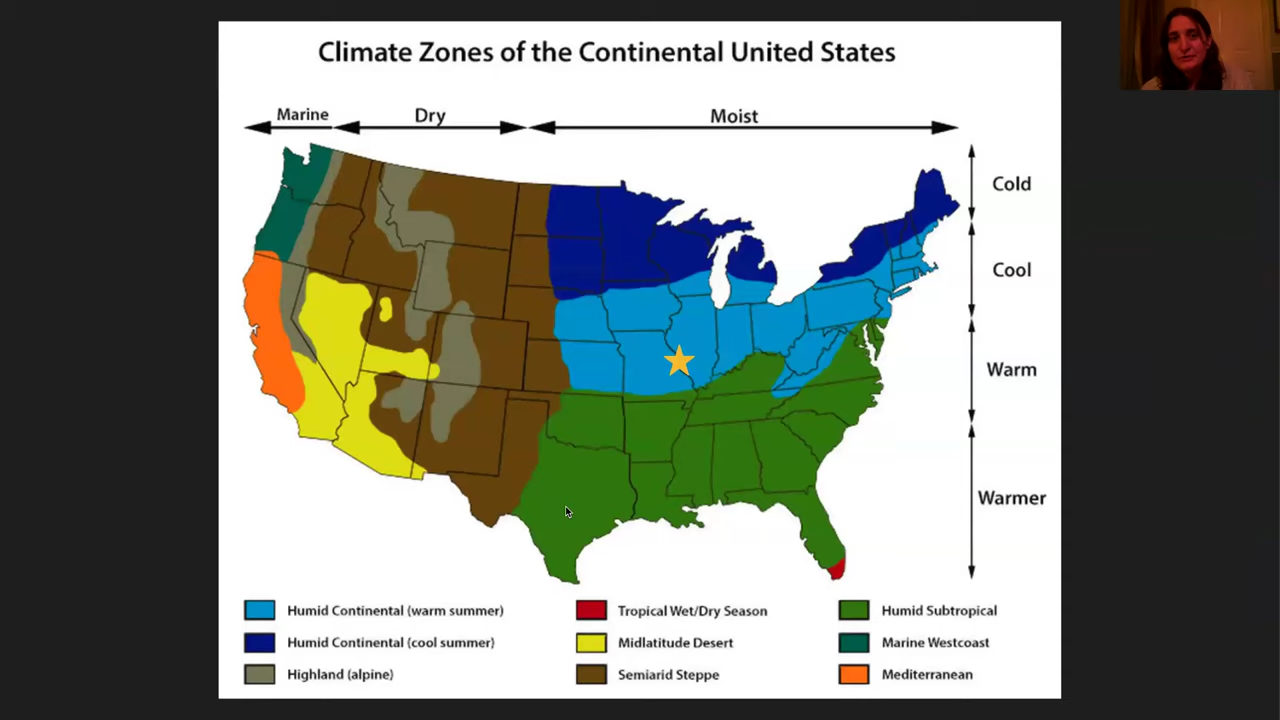 Climate Zones of the Continental United States
Marine
Dry
Moist
Cold
Cool
Warm
Warmer
Humid Continental (warm summer)
Tropical Wet/Dry Season
Humid Subtropical
Humid Continental (cool summer)
Midlatitude Desert
Marine Westcoast
Highland (alpine)
Semiarid Steppe
Mediterranean